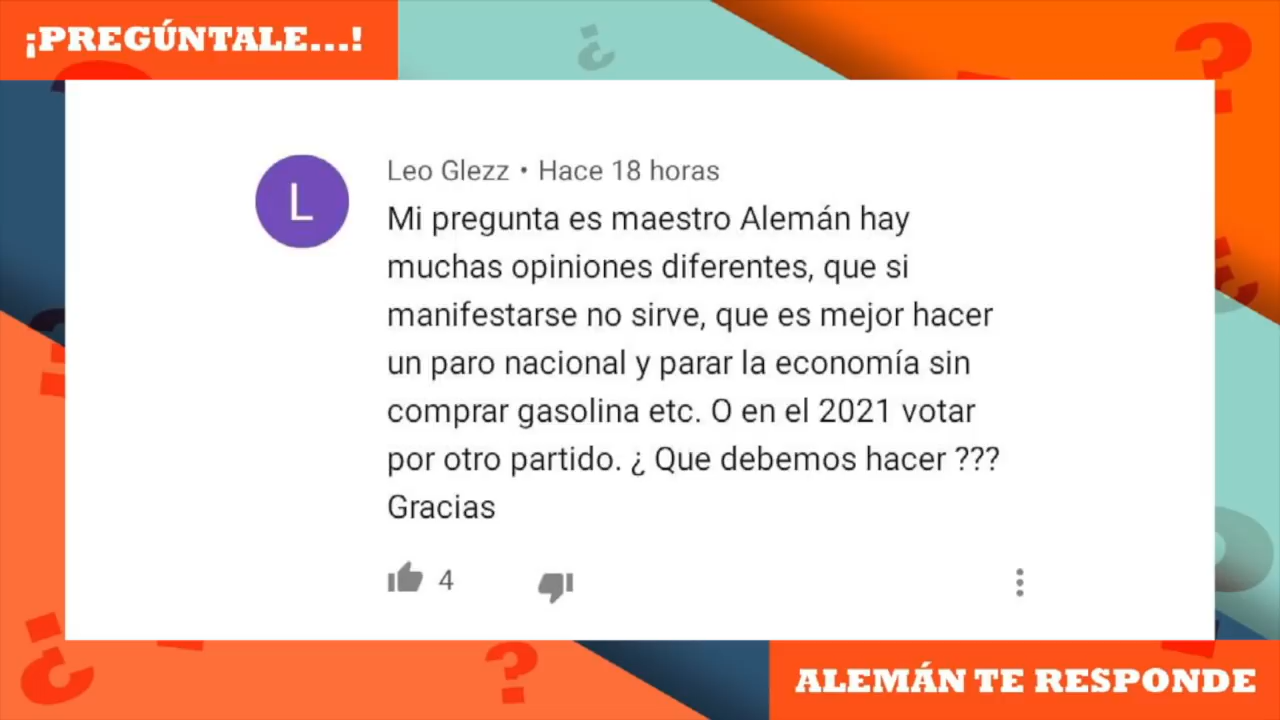 ¡PREGÚNTALE...!
L
Leo Glezz • Hace 18 horas
Mi pregunta es maestro Alemán hay
muchas opiniones diferentes, que si
manifestarse no sirve, que es mejor hacer
un paro nacional y parar la economía sin
comprar gasolina etc. O en el 2021 votar
por otro partido. ¿ Que debemos hacer ???
Gracias
4
ALEMÁN TE RESPONDE